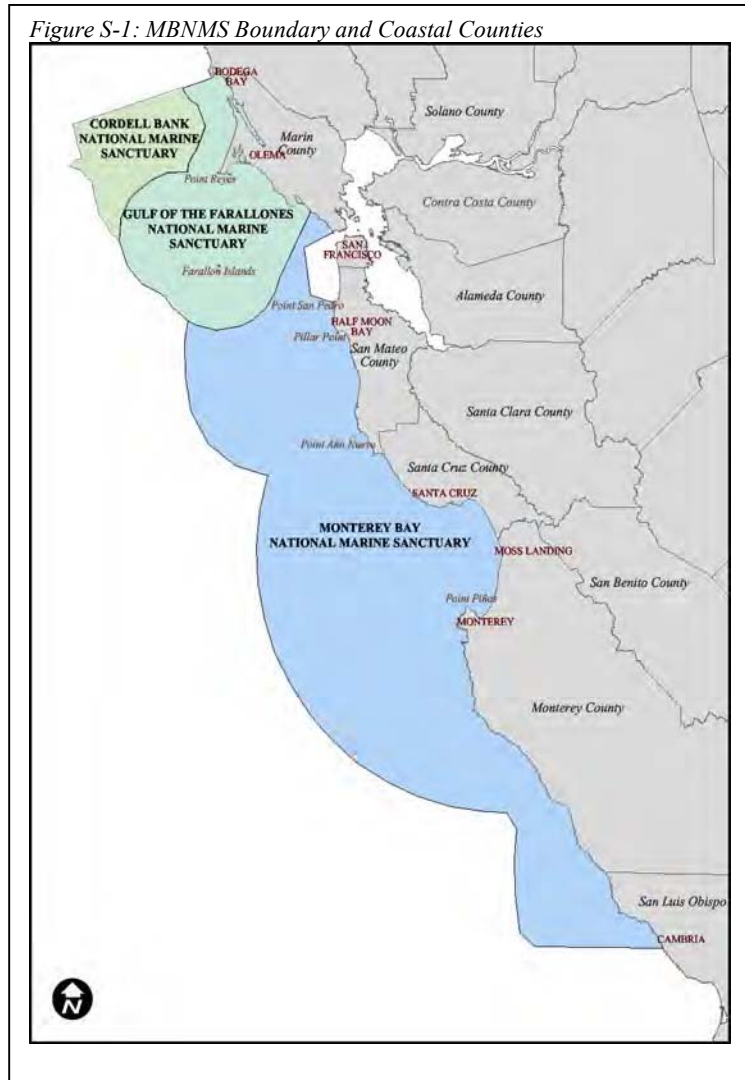 Figure S-1: MBNMS Boundary and Coastal Counties
BODEGA
BAY
CORDELL BANK
NATIONAL MARINE
SANCTUARY
Marin
County
OLEMA
Solano County
Point Reyes
GULF OF THE FARALLONES
NATIONAL MARINE
SANCTUARY
Farallon Islands
Contra Costa County
SAN
FRANCISCO
Alameda County
Point San Pedro
HALF MOON
BAY
Pillar Point
San Mateo
County
Santa Clara County
Point Año Nuevo
Santa Cruz County
SANTA CRUZ
MONTEREY BAY
NATIONAL MARINE SANCTUARY
MOSS LANDING
San Benito County
Point Piños
MONTEREY
Monterey County
San Luis Obispo
CAMBRIA
N